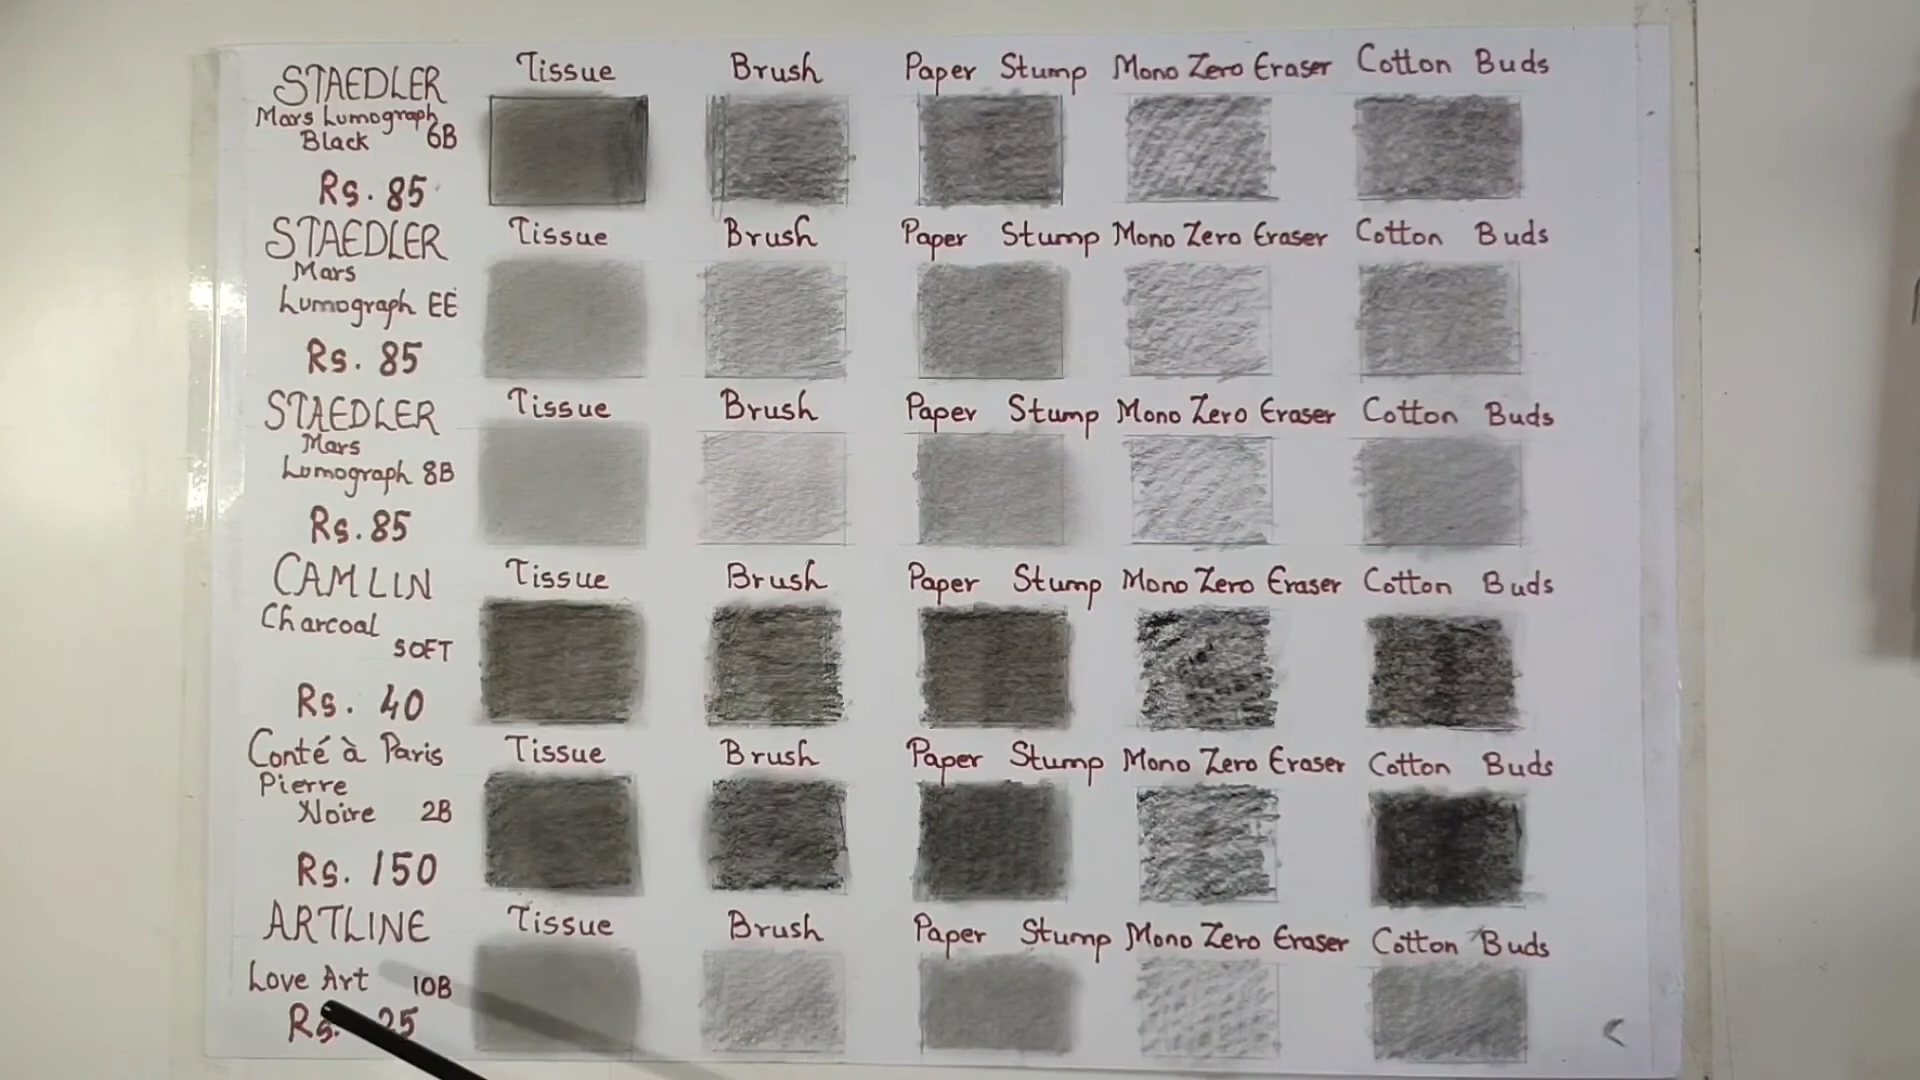 STAEDLER Tissue Brush Paper Stump Mono Zero Eraser Cotton Buds
Mars Lumograph
Black 6B
Rs. 85
STAEDLER Tissue Brush Paper Stump Mono Zero Eraser Cotton Buds
Mars
Lumograph EE
Rs. 85
STAEDLER Tissue Brush Paper Stump Mono Zero Eraser Cotton Buds
Mars
Lumograph 8B
Rs. 85
CAMLIN Tissue Brush Paper Stump Mono Zero Eraser Cotton Buds
Charcoal
SOFT
Rs. 40
Conté à Paris Tissue Brush Paper Stump Mono Zero Eraser Cotton Buds
Pierre
Noire 2B
Rs. 150
ARTLINE Tissue Brush Paper Stump Mono Zero Eraser Cotton Buds
Love Art 10B
Rs. 25